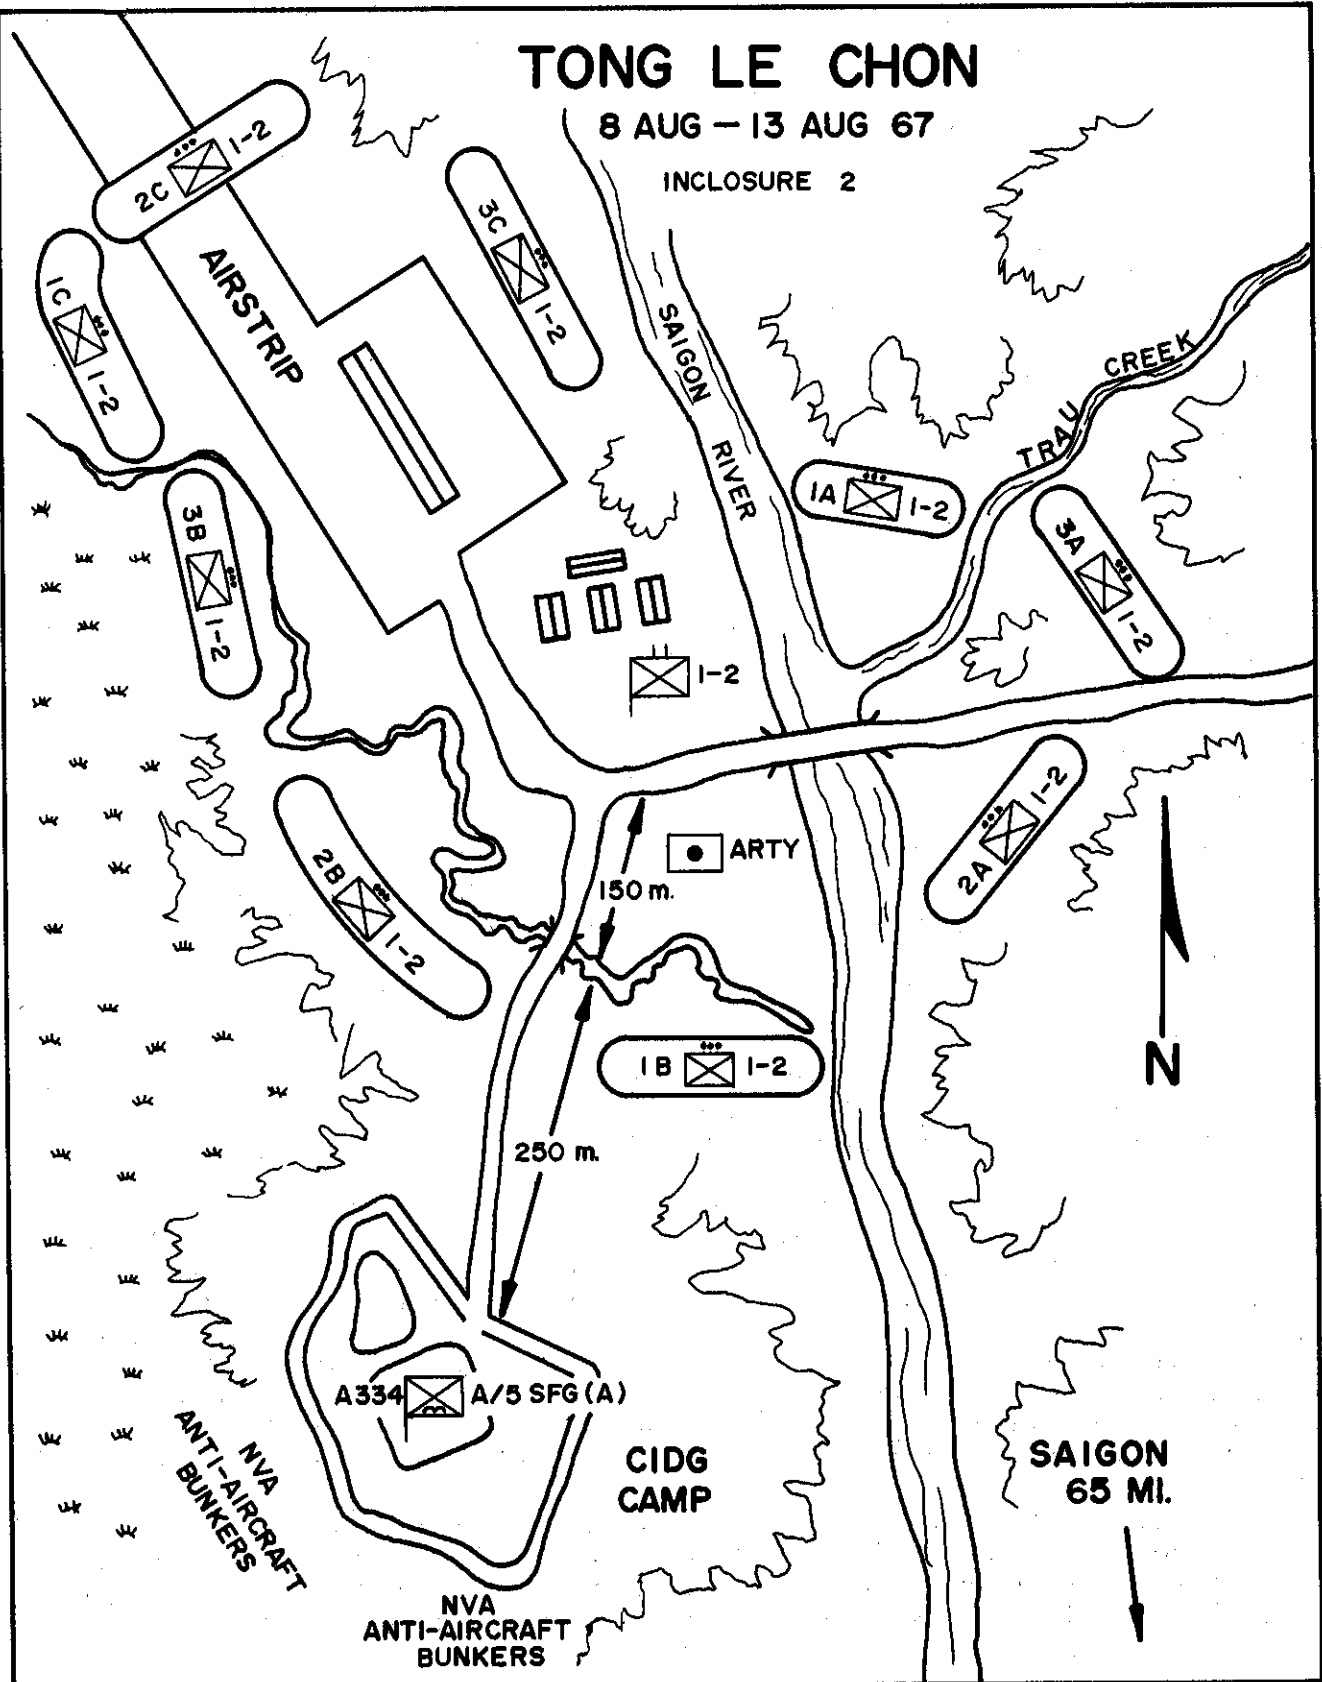 TONG LE CHON
8 AUG – 13 AUG 67
INCLOSURE 2
2C 1-2
3C 1-2
1C 1-2
AIRSTRIP
SAIGON RIVER
TRAU CREEK
1A 1-2
3A 1-2
3B 1-2
1-2
2A 1-2
ARTY
150 m.
2B 1-2
1B 1-2
N
250 m.
A334 A/5 SFG (A)
CIDG
CAMP
SAIGON
65 MI.
NVA
ANTI-AIRCRAFT
BUNKERS
NVA
ANTI-AIRCRAFT
BUNKERS